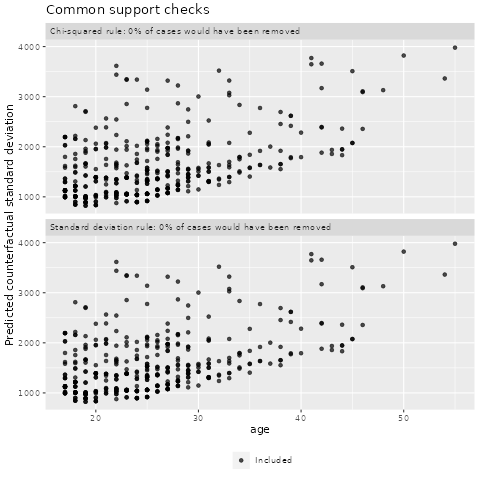 Common support checks
Chi-squared rule: 0% of cases would have been removed
4000
3000
2000
1000
Standard deviation rule: 0% of cases would have been removed
4000
3000
2000
1000
Predicted counterfactual standard deviation
20
30
40
50
age
Included